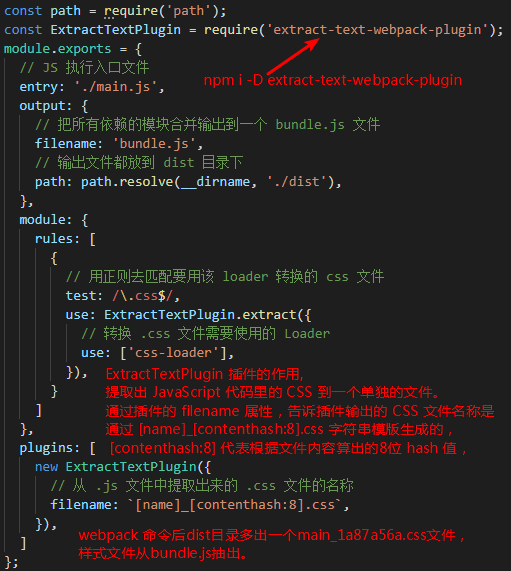 const path = require('path');
const ExtractTextPlugin = require('extract-text-webpack-plugin');
module.exports = {
// JS 执行入口文件
npm i -D extract-text-webpack-plugin
entry: './main.js',
output: {
// 把所有依赖的模块合并输出到一个 bundle.js 文件
filename: 'bundle.js',
// 输出文件都放到 dist 目录下
path: path.resolve(__dirname, './dist'),
},
module: {
rules: [
{
// 用正则去匹配要用该 loader 转换的 css 文件
test: /\.css$/,
use: ExtractTextPlugin.extract({
// 转换 .css 文件需要使用的 Loader
use: ['css-loader'],
}),
}
]
},
ExtractTextPlugin 插件的作用,
提取出 JavaScript 代码里的 CSS 到一个单独的文件。
通过插件的 filename 属性，告诉插件输出的 CSS 文件名称是
通过 [name]_[contenthash:8].css 字符串模版生成的，
[contenthash:8] 代表根据文件内容算出的8位 hash 值，
plugins: [
new ExtractTextPlugin({
// 从 .js 文件中提取出来的 .css 文件的名称
filename: `[name]_[contenthash:8].css`,
}),
]
};
webpack 命令后dist目录多出一个main_1a87a56a.css文件，
样式文件从bundle.js抽出。